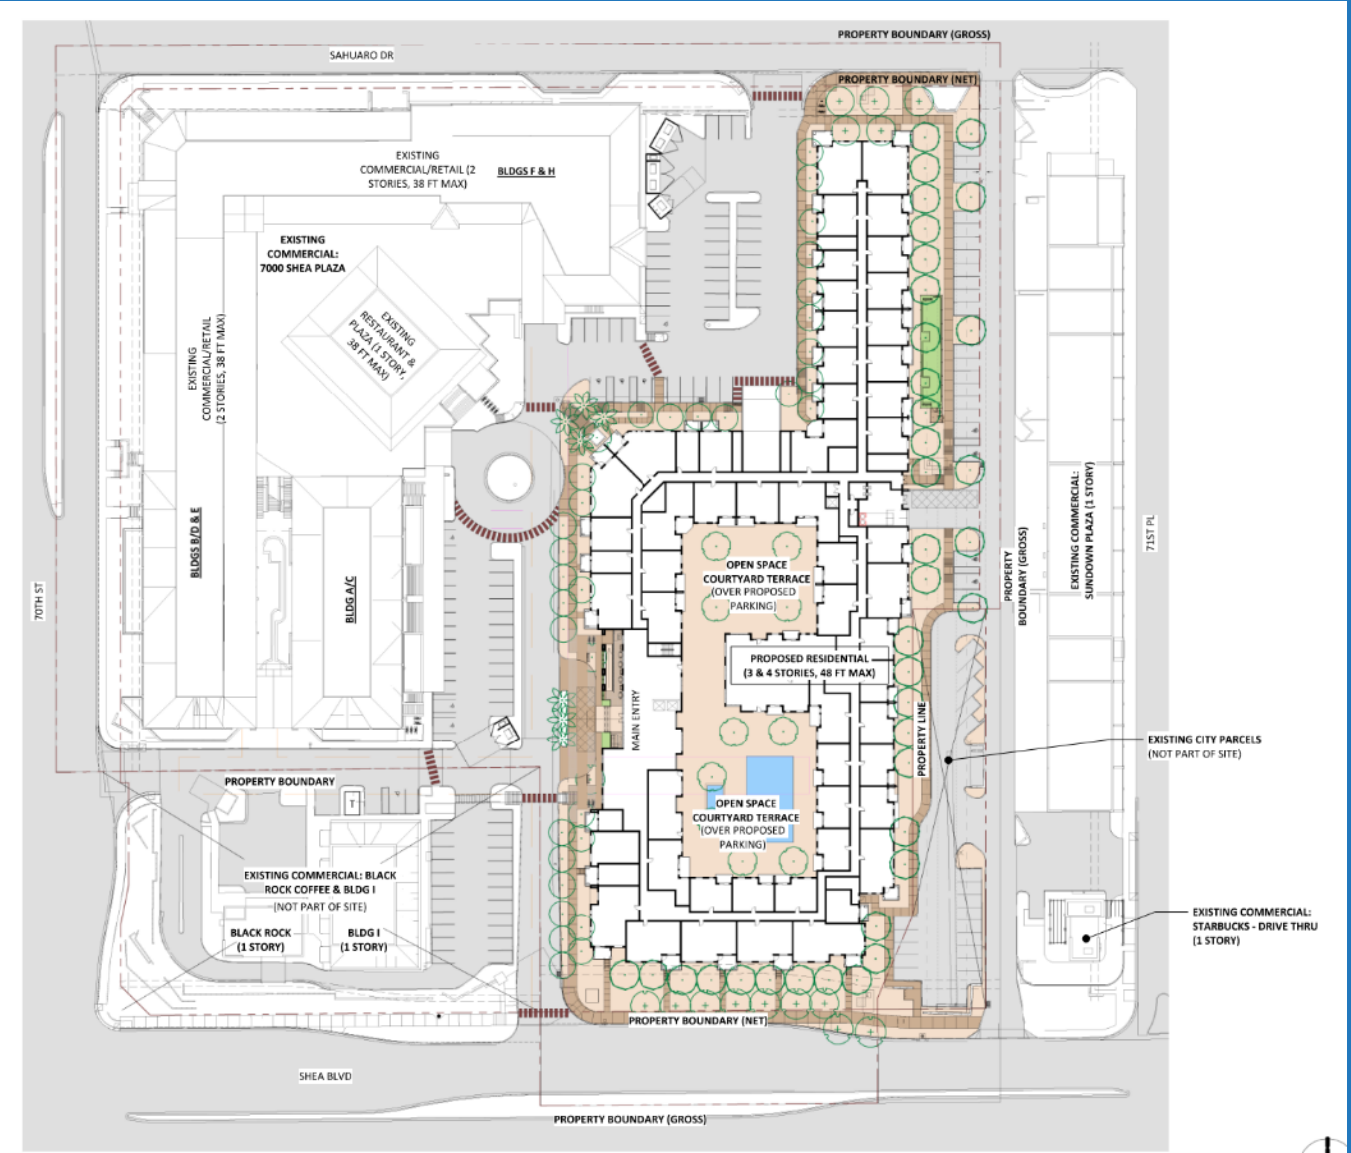 PROPERTY BOUNDARY (GROSS)
SAHUARO DR
PROPERTY BOUNDARY (NET)
EXISTING
COMMERCIAL/RETAIL (2
STORIES, 38 FT MAX)
BLDGS F & H
EXISTING
COMMERCIAL:
7000 SHEA PLAZA
EXISTING
RESTAURANT &
PLAZA (1 STORY,
38 FT MAX)
EXISTING
COMMERCIAL/RETAIL
(2 STORIES, 38 FT MAX)
BLDGS B/D & E
BLDG A/C
70TH ST
OPEN SPACE
COURTYARD TERRACE
(OVER PROPOSED
PARKING)
PROPOSED RESIDENTIAL
(3 & 4 STORIES, 48 FT MAX)
MAIN ENTRY
PROPERTY LINE
PROPERTY
BOUNDARY (GROSS)
EXISTING COMMERCIAL:
SUNDOWN PLAZA (1 STORY)
71ST PL
EXISTING CITY PARCELS
(NOT PART OF SITE)
PROPERTY BOUNDARY
T
OPEN SPACE
COURTYARD TERRACE
(OVER PROPOSED
PARKING)
EXISTING COMMERCIAL: BLACK
ROCK COFFEE & BLDG I
(NOT PART OF SITE)
BLACK ROCK
(1 STORY)
BLDG I
(1 STORY)
EXISTING COMMERCIAL:
STARBUCKS - DRIVE THRU
(1 STORY)
PROPERTY BOUNDARY (NET)
SHEA BLVD
PROPERTY BOUNDARY (GROSS)